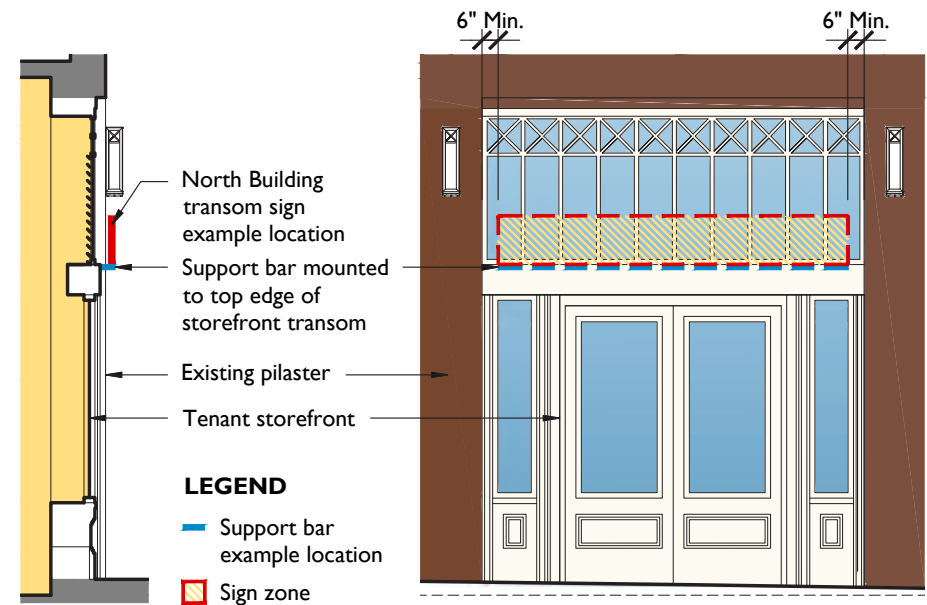 6" Min.
6" Min.
North Building
transom sign
example location
Support bar mounted
to top edge of
storefront transom
Existing pilaster
Tenant storefront
LEGEND
Support bar
example location
Sign zone